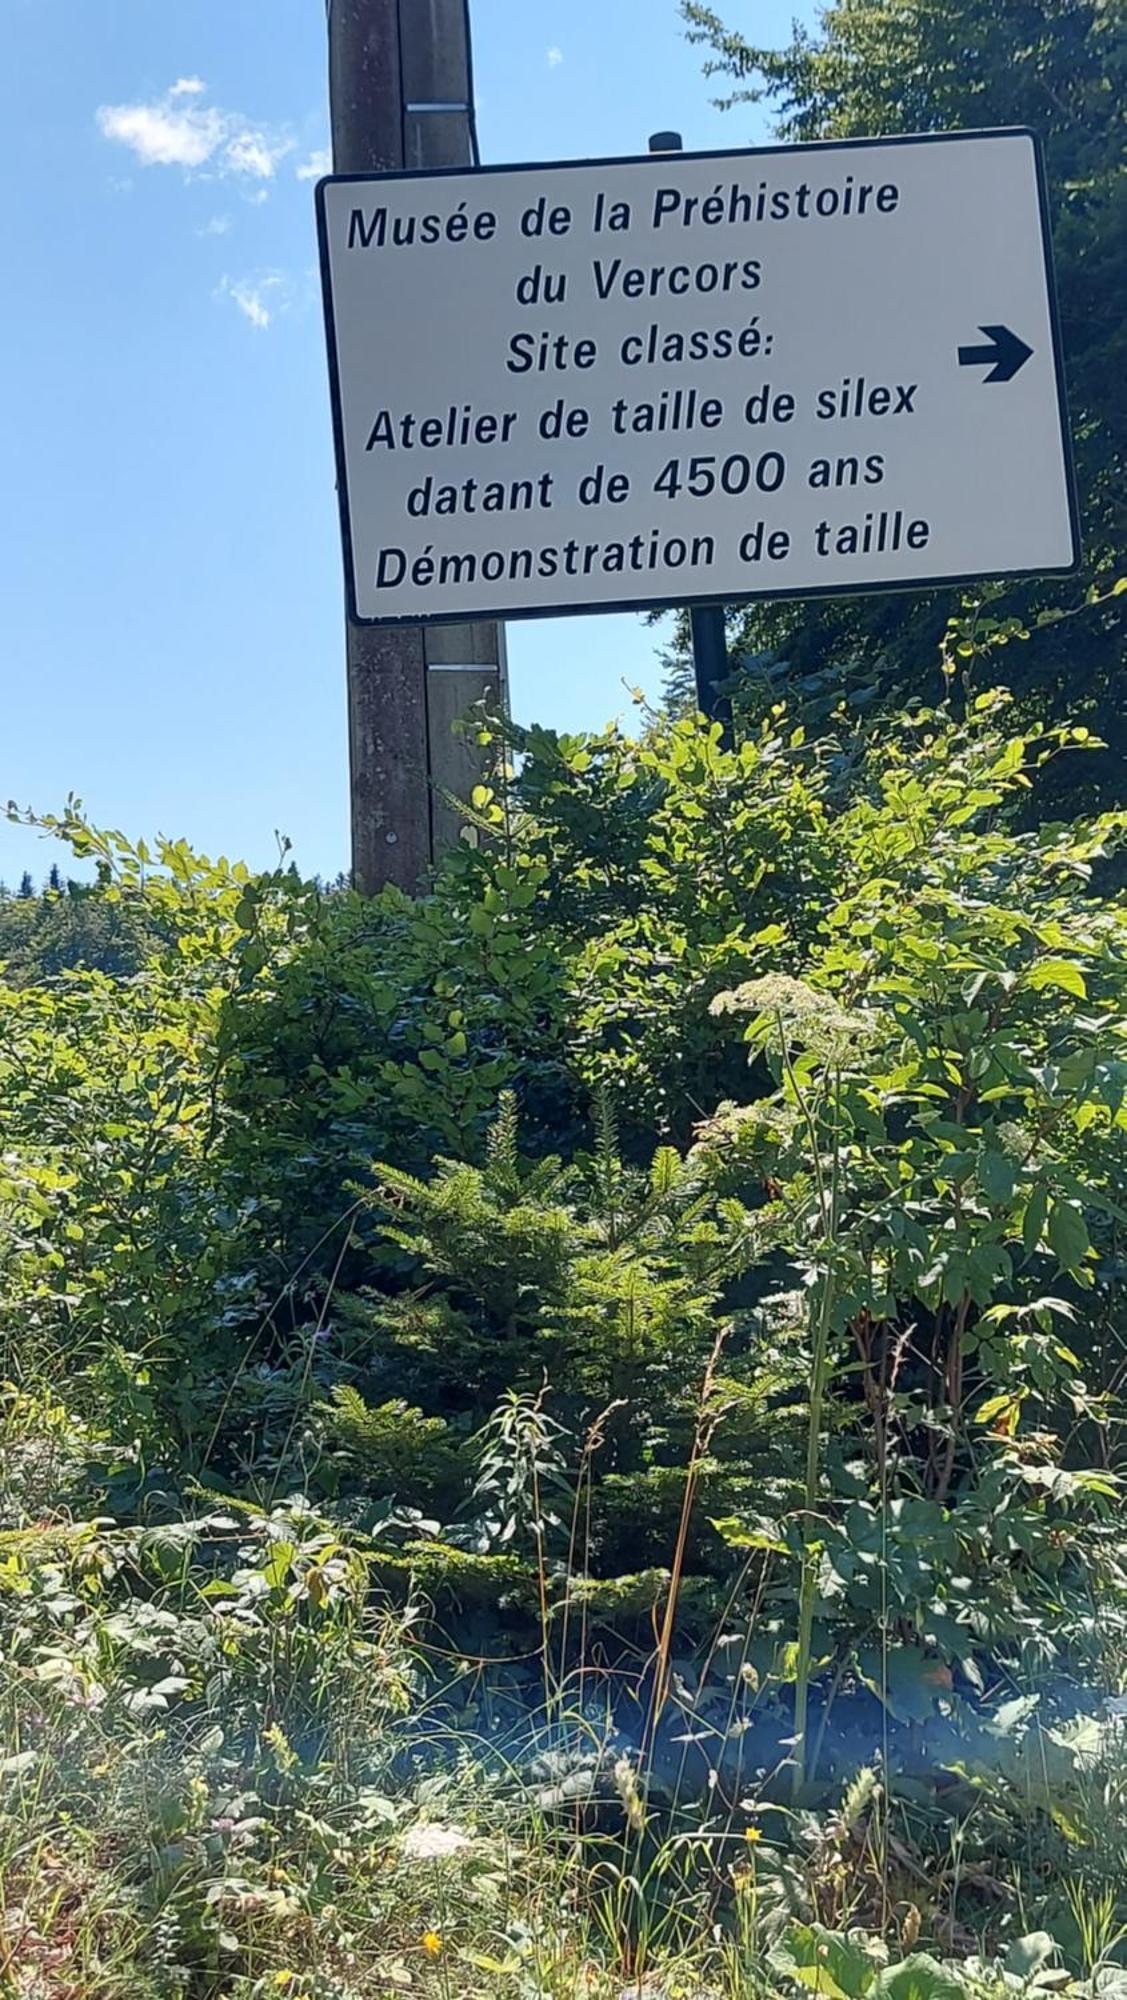 Musée de la Préhistoire
du Vercors
Site classé:
Atelier de taille de silex
datant de 4500 ans
Démonstration de taille